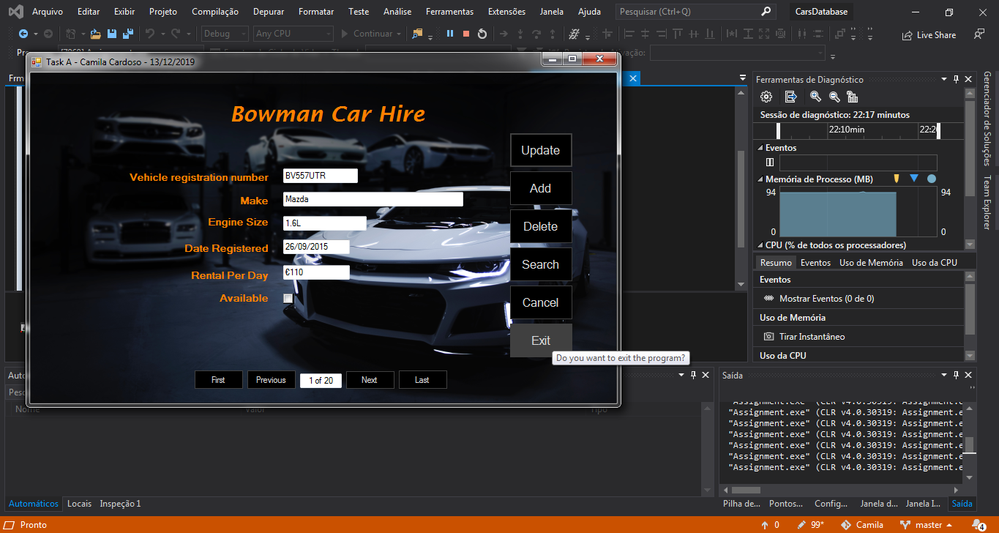 Arquivo Editar Exibir Projeto Compilação Depurar Formatar Teste Análise Ferramentas Extensões Janela Ajuda Pesquisar (Ctrl+Q) CarsDatabase
Debug Any CPU Continuar Live Share
Task A - Camila Cardoso - 13/12/2019
Bowman Car Hire
Vehicle registration number BV557UTR
Make Mazda
Engine Size 1.6L
Date Registered 26/09/2015
Rental Per Day €110
Available
Update
Add
Delete
Search
Cancel
Exit
Do you want to exit the program?
First Previous 1 of 20 Next Last
Ferramentas de Diagnóstico
Sessão de diagnóstico: 22:17 minutos
22:10min
Eventos
Memória de Processo (MB)
94 94
0 0
CPU (% de todos os processadores)
Resumo Eventos Uso de Memória Uso da CPU
Eventos
Mostrar Eventos (0 de 0)
Uso de Memória
Tirar Instantâneo
Uso da CPU
Gerenciador de Soluções
Team Explorer
Nome Valor Tipo
Automáticos Locais Inspeção 1
Saída
"Assignment.exe" (CLR v4.0.30319: Assignment.e
"Assignment.exe" (CLR v4.0.30319: Assignment.e
"Assignment.exe" (CLR v4.0.30319: Assignment.e
"Assignment.exe" (CLR v4.0.30319: Assignment.e
"Assignment.exe" (CLR v4.0.30319: Assignment.e
"Assignment.exe" (CLR v4.0.30319: Assignment.e
"Assignment.exe" (CLR v4.0.30319: Assignment.e
Pilha de... Pontos... Config... Janela d... Janela I... Saída
Pronto 0 99* Camila master 4